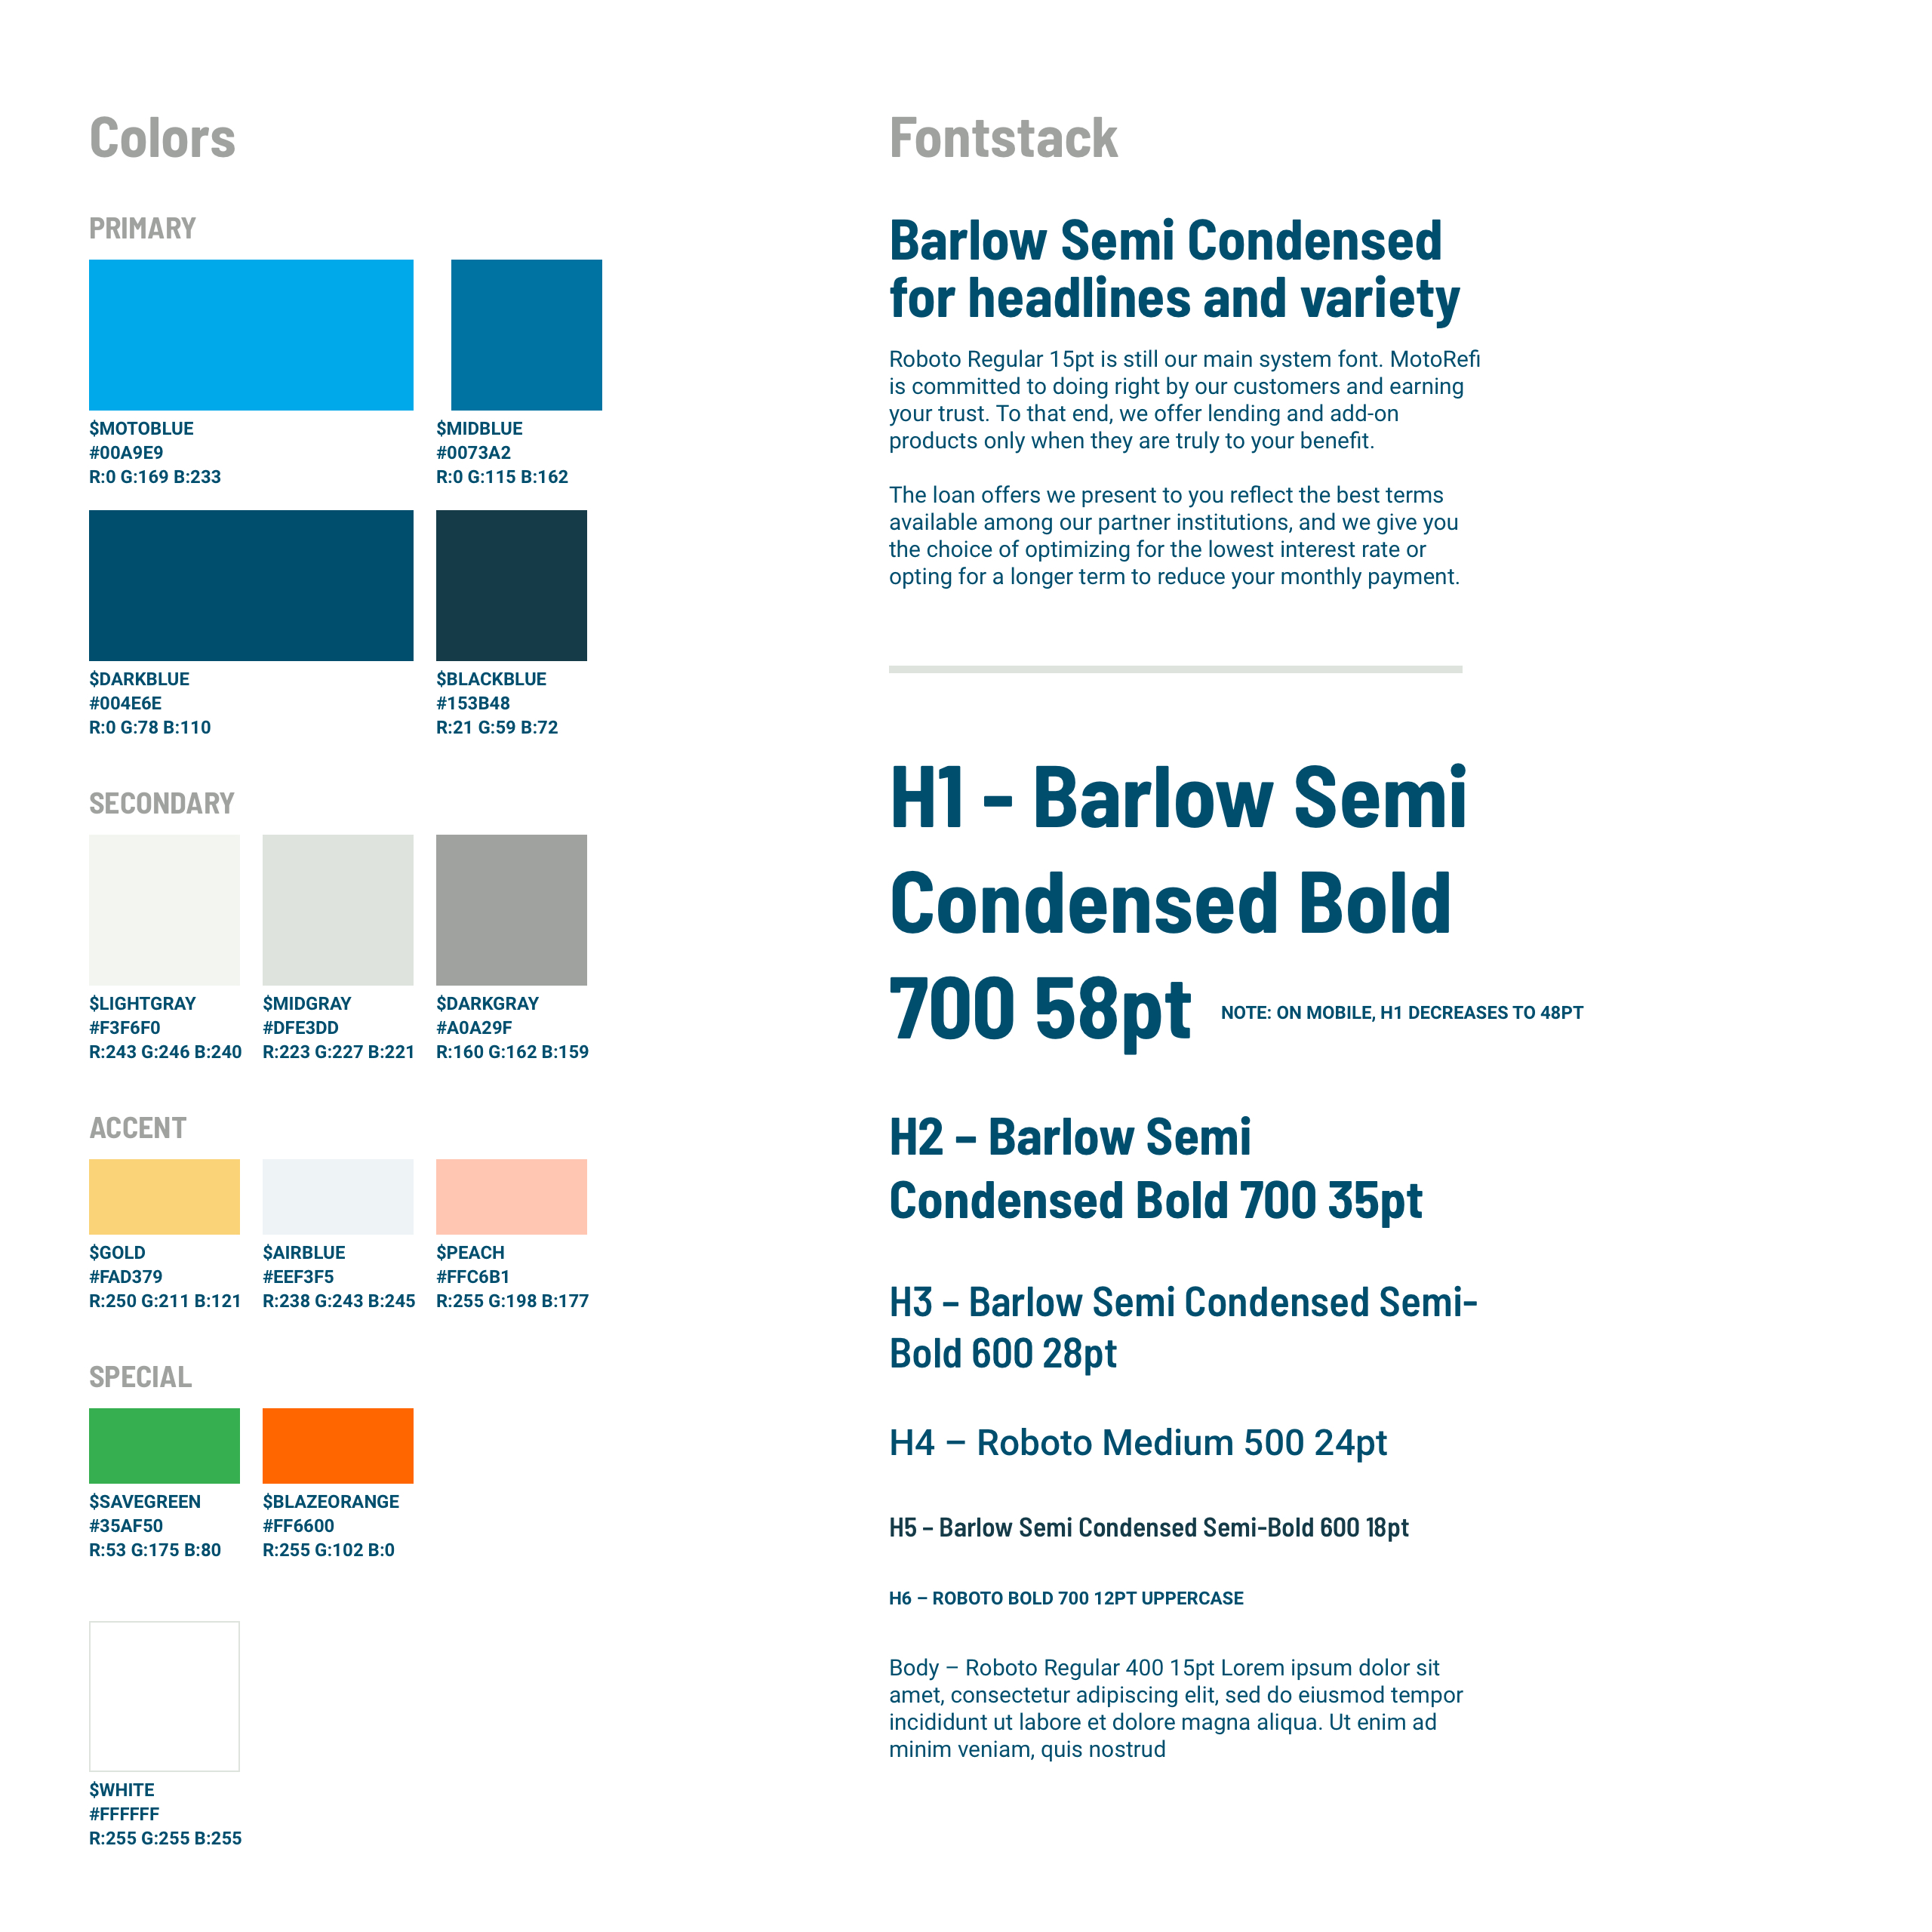 Colors
PRIMARY
$MOTOBLUE
#00A9E9
R:0 G:169 B:233
$MIDBLUE
#0073A2
R:0 G:115 B:162
$DARKBLUE
#004E6E
R:0 G:78 B:110
$BLACKBLUE
#153B48
R:21 G:59 B:72
SECONDARY
$LIGHTGRAY
#F3F6F0
R:243 G:246 B:240
$MIDGRAY
#DFE3DD
R:223 G:227 B:221
$DARKGRAY
#A0A29F
R:160 G:162 B:159
ACCENT
$GOLD
#FAD379
R:250 G:211 B:121
$AIRBLUE
#EEF3F5
R:238 G:243 B:245
$PEACH
#FFC6B1
R:255 G:198 B:177
SPECIAL
$SAVEGREEN
#35AF50
R:53 G:175 B:80
$BLAZEORANGE
#FF6600
R:255 G:102 B:0
$WHITE
#FFFFFF
R:255 G:255 B:255
Fontstack
Barlow Semi Condensed
for headlines and variety
Roboto Regular 15pt is still our main system font. MotoRefi
is committed to doing right by our customers and earning
your trust. To that end, we offer lending and add-on
products only when they are truly to your benefit.
The loan offers we present to you reflect the best terms
available among our partner institutions, and we give you
the choice of optimizing for the lowest interest rate or
opting for a longer term to reduce your monthly payment.
H1 – Barlow Semi
Condensed Bold
700 58pt
NOTE: ON MOBILE, H1 DECREASES TO 48PT
H2 – Barlow Semi
Condensed Bold 700 35pt
H3 – Barlow Semi Condensed Semi-
Bold 600 28pt
H4 – Roboto Medium 500 24pt
H5 – Barlow Semi Condensed Semi-Bold 600 18pt
H6 – ROBOTO BOLD 700 12PT UPPERCASE
Body – Roboto Regular 400 15pt Lorem ipsum dolor sit
amet, consectetur adipiscing elit, sed do eiusmod tempor
incididunt ut labore et dolore magna aliqua. Ut enim ad
minim veniam, quis nostrud